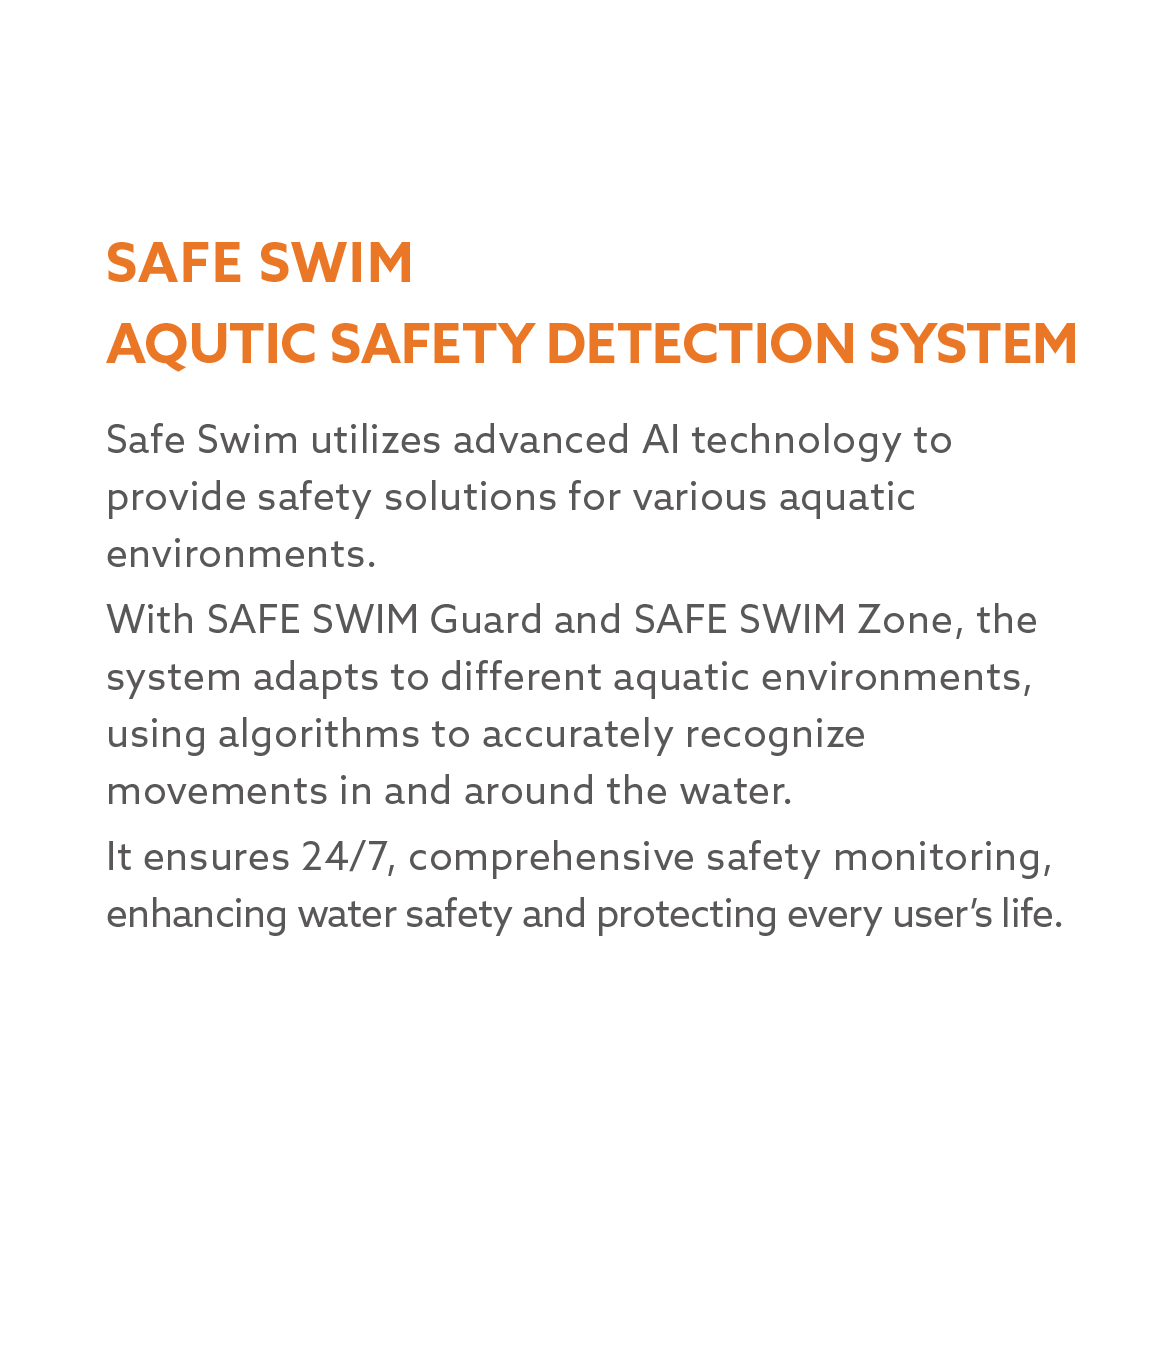 SAFE SWIM
AQUTIC SAFETY DETECTION SYSTEM
Safe Swim utilizes advanced AI technology to
provide safety solutions for various aquatic
environments.
With SAFE SWIM Guard and SAFE SWIM Zone, the
system adapts to different aquatic environments,
using algorithms to accurately recognize
movements in and around the water.
It ensures 24/7, comprehensive safety monitoring,
enhancing water safety and protecting every user’s life.